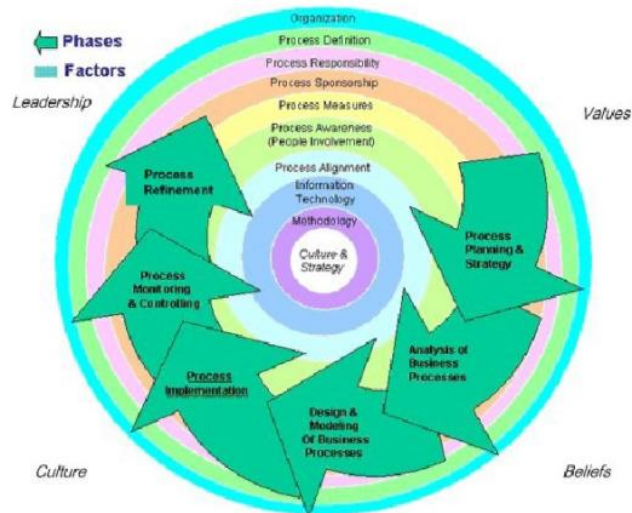 Organization
Phases
Process Definition
Process Responsibility
Factors
Process Sponsorship
Leadership
Process Measures
Values
Process Awareness
(People Involvement)
Process Alignment
Process
Refinement
Information
Technology
Methodology
Process
Planning &
Strategy
Culture &
Strategy
Process
Monitoring
& Controlling
Analysis of
Business
Processes
Process
Implementation
Design &
Modeling
Of Business
Processes
Culture
Beliefs